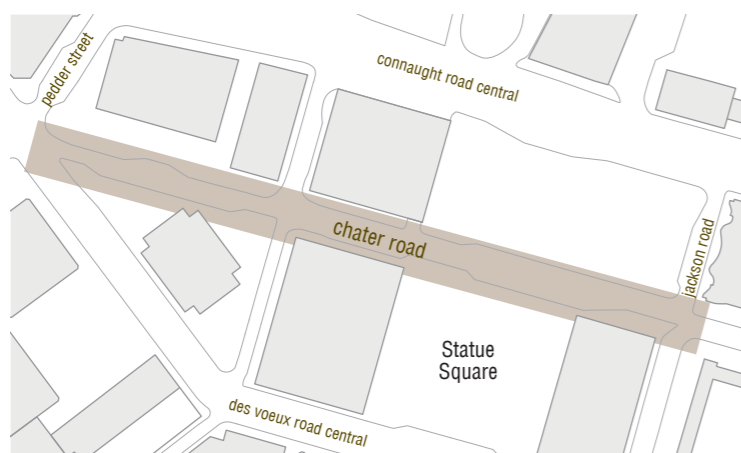 pedder street
connaught road central
chater road
jackson road
Statue
Square
des voeux road central